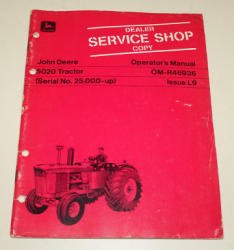 DEALER
SERVICE SHOP
COPY
John Deere
Operator's Manual
5020 Tractor
OM-R46936
(Serial No. 25,000-up)
Issue L9